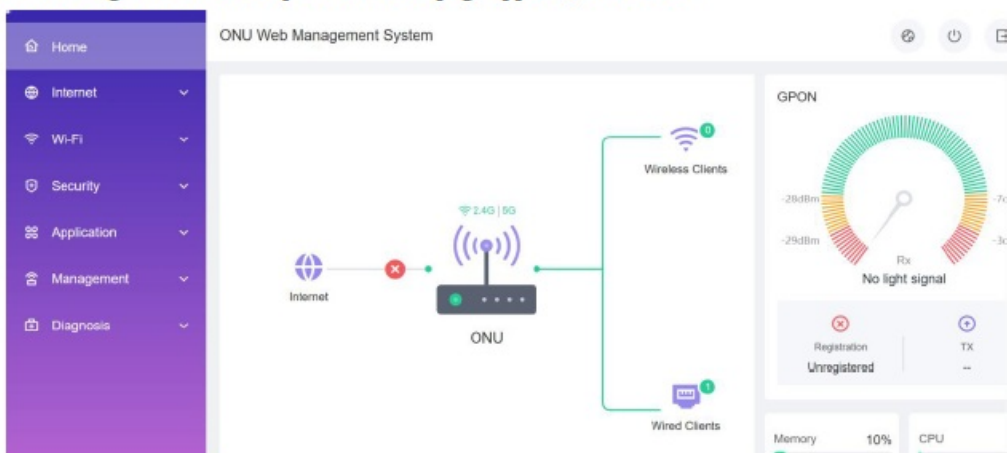 ONU Web Management System
Home
Internet
Wi-Fi
Security
Application
Management
Diagnosis
Internet
2.4G | 5G
ONU
0
Wireless Clients
1
Wired Clients
GPON
-28dBm
-29dBm
Rx
No light signal
Registration
Unregistered
TX
--
Memory 10%
CPU